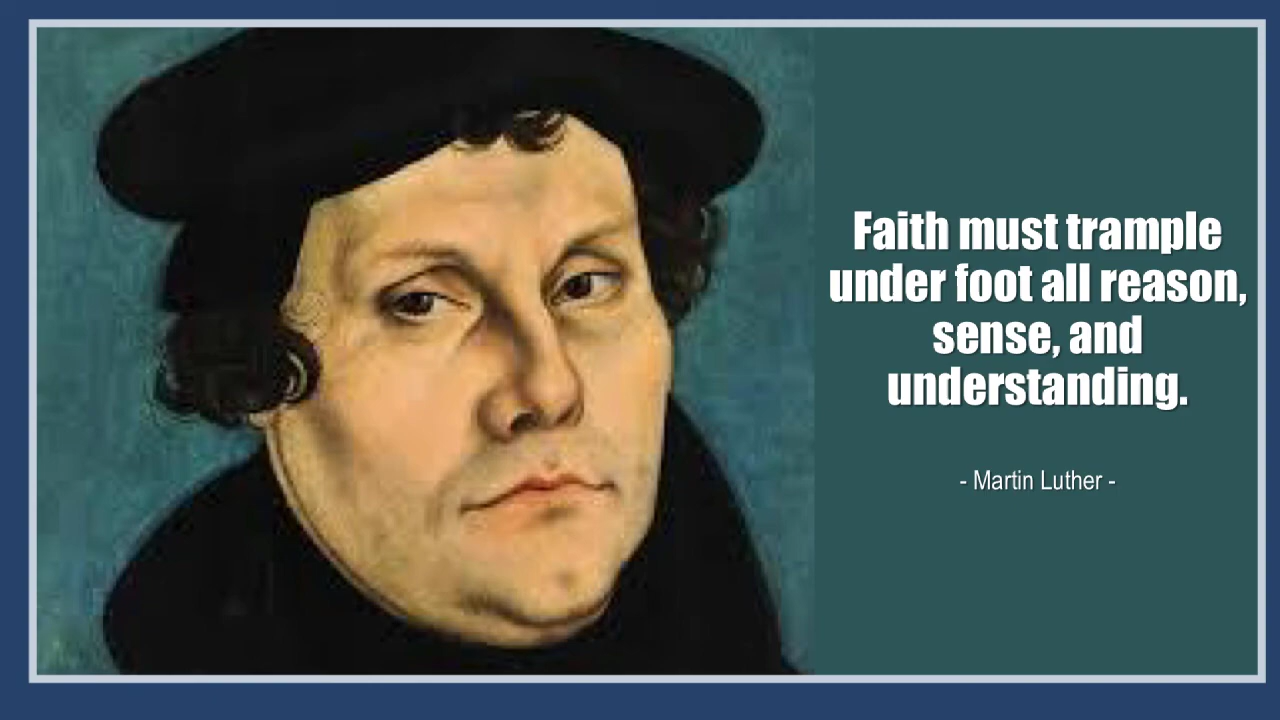 Faith must trample
under foot all reason,
sense, and
understanding.
- Martin Luther -